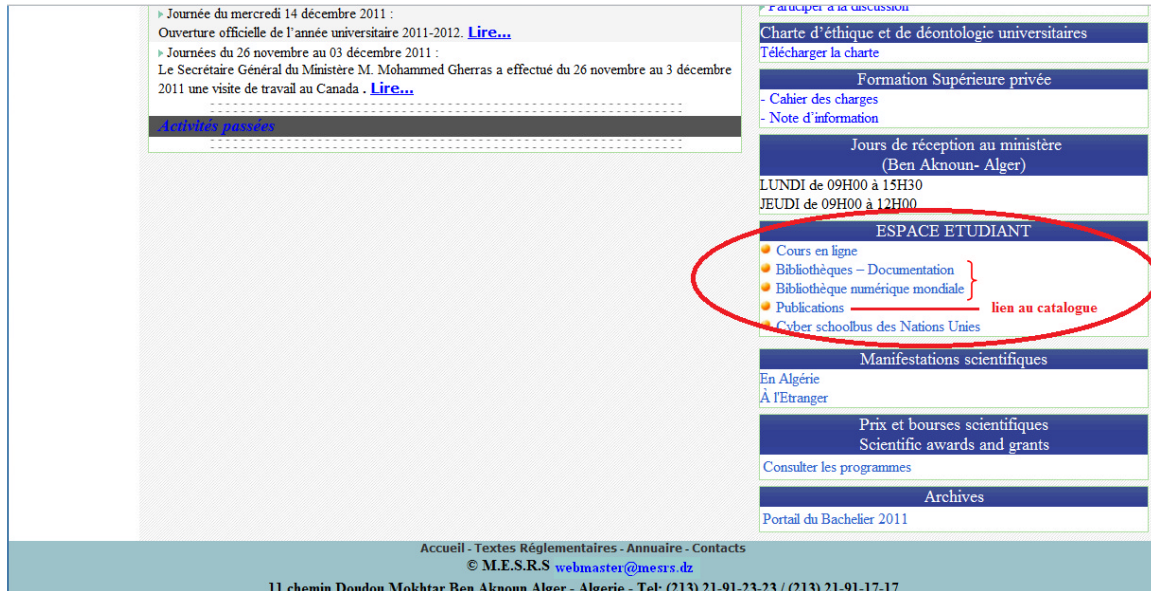 Journée du mercredi 14 décembre 2011 :
Ouverture officielle de l'année universitaire 2011-2012. Lire...
Journées du 26 novembre au 03 décembre 2011 :
Le Secrétaire Général du Ministère M. Mohammed Gherras a effectué du 26 novembre au 3 décembre
2011 une visite de travail au Canada . Lire...
Activités passées
Participer à la discussion
Charte d'éthique et de déontologie universitaires
Télécharger la charte
Formation Supérieure privée
- Cahier des charges
- Note d'information
Jours de réception au ministère
(Ben Aknoun- Alger)
LUNDI de 09H00 à 15H30
JEUDI de 09H00 à 12H00
ESPACE ETUDIANT
Cours en ligne
Bibliothèques – Documentation
Bibliothèque numérique mondiale
Publications lien au catalogue
Cyber schoolbus des Nations Unies
Manifestations scientifiques
En Algérie
À l'Etranger
Prix et bourses scientifiques
Scientific awards and grants
Consulter les programmes
Archives
Portail du Bachelier 2011
Accueil - Textes Réglementaires - Annuaire - Contacts
© M.E.S.R.S webmaster@mesrs.dz
11 chemin Doudou Mokhtar Ben Aknoun Alger - Algerie - Tel: (213) 21-91-23-23 / (213) 21-91-17-17